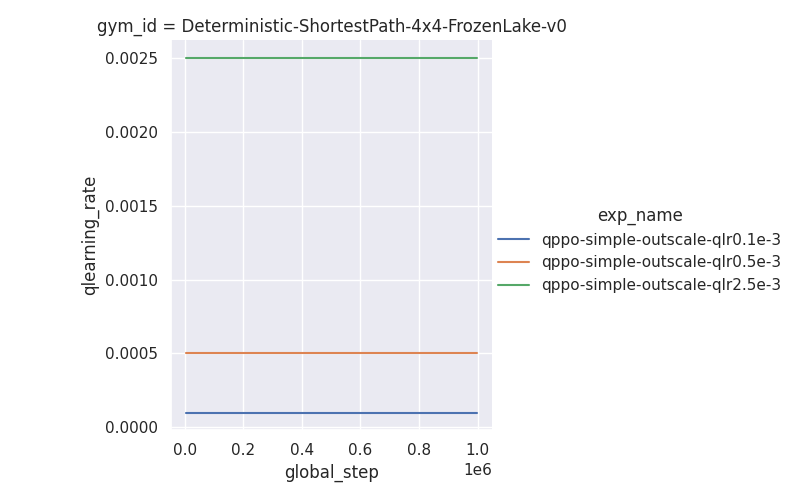 gym_id = Deterministic-ShortestPath-4x4-FrozenLake-v0
0.0025
0.0020
0.0015
0.0010
0.0005
0.0000
qlearning_rate
0.0 0.2 0.4 0.6 0.8 1.0
1e6
global_step
exp_name
qppo-simple-outscale-qlr0.1e-3
qppo-simple-outscale-qlr0.5e-3
qppo-simple-outscale-qlr2.5e-3